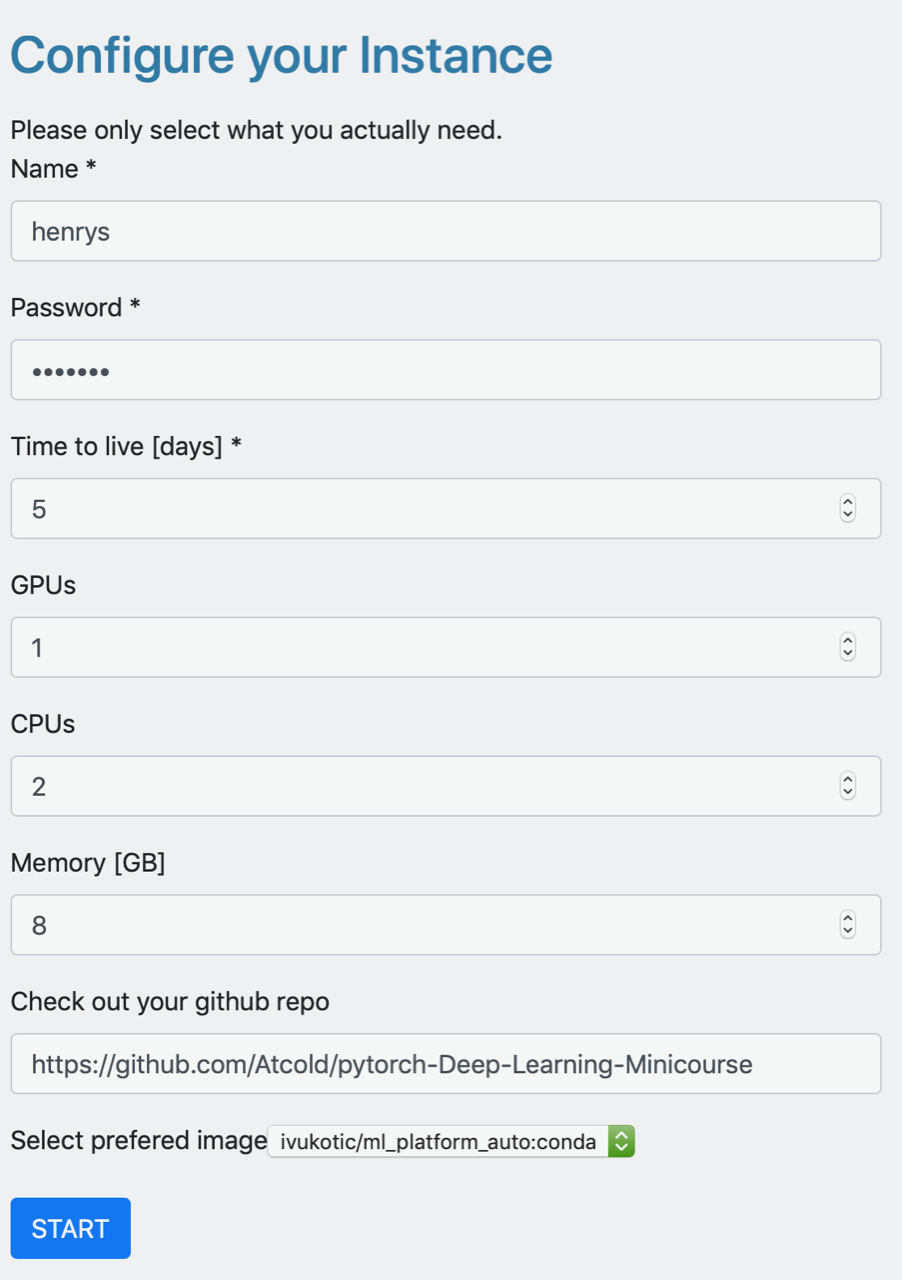 Configure your Instance
Please only select what you actually need.
Name *
henrys
Password *
•••••••
Time to live [days] *
5
GPUs
1
CPUs
2
Memory [GB]
8
Check out your github repo
https://github.com/Atcold/pytorch-Deep-Learning-Minicourse
Select prefered image ivukotic/ml_platform_auto:conda
START